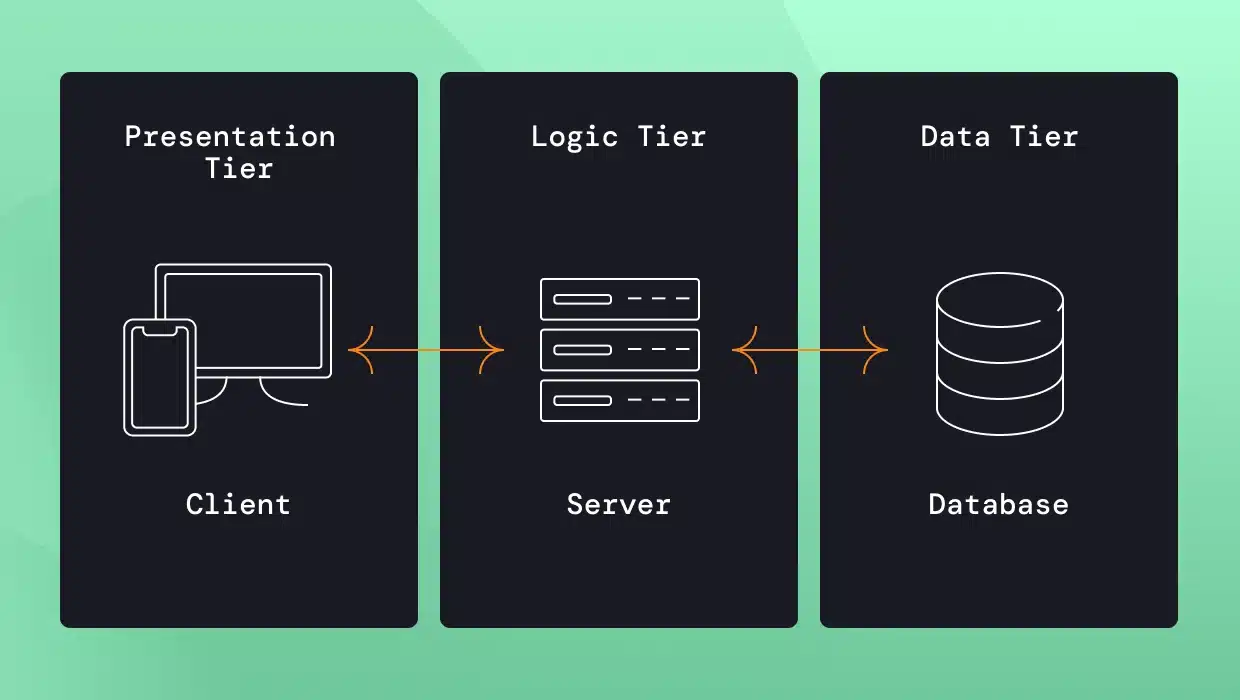 Presentation
Tier
Client
Logic Tier
Server
Data Tier
Database